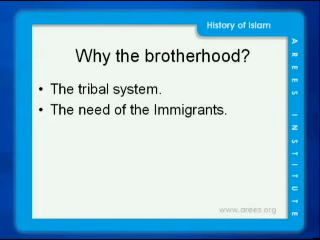 History of Islam
Why the brotherhood?
• The tribal system.
• The need of the Immigrants.
AREES INSTITUTE
www.arees.org